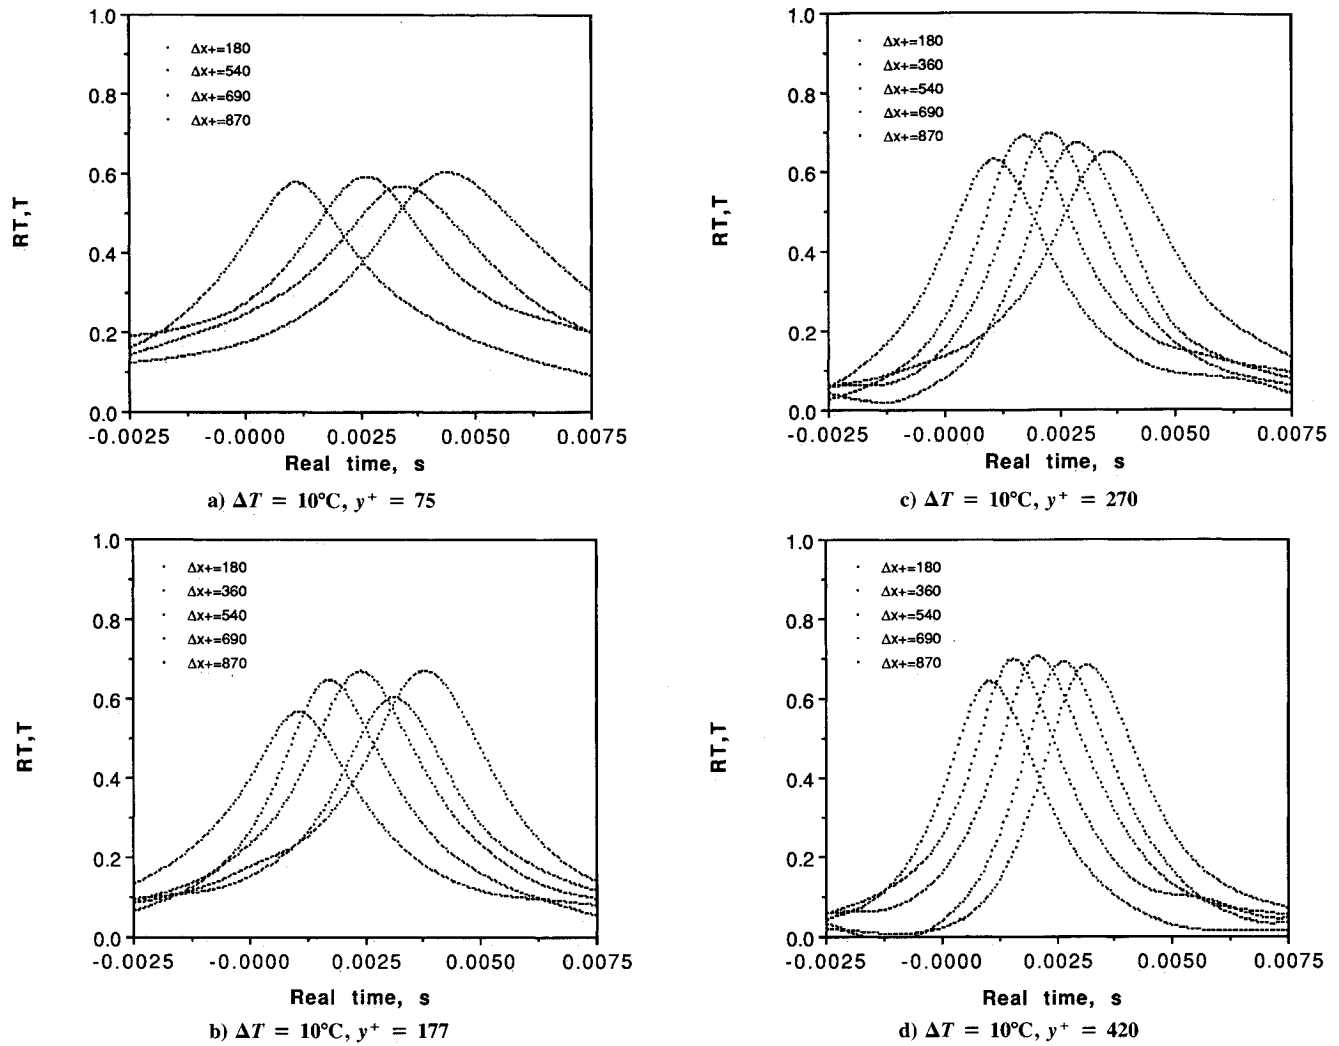 1.0
Δx+=180
Δx+=540
Δx+=690
Δx+=870
0.8
0.6
RT,T
0.4
0.2
0.0
-0.0025 -0.0000 0.0025 0.0050 0.0075
Real time, s
a) ΔT = 10°C, y⁺ = 75
1.0
Δx+=180
Δx+=360
Δx+=540
Δx+=690
Δx+=870
0.8
0.6
RT,T
0.4
0.2
0.0
-0.0025 -0.0000 0.0025 0.0050 0.0075
Real time, s
c) ΔT = 10°C, y⁺ = 270
1.0
Δx+=180
Δx+=360
Δx+=540
Δx+=690
Δx+=870
0.8
0.6
RT,T
0.4
0.2
0.0
-0.0025 -0.0000 0.0025 0.0050 0.0075
Real time, s
b) ΔT = 10°C, y⁺ = 177
1.0
Δx+=180
Δx+=360
Δx+=540
Δx+=690
Δx+=870
0.8
0.6
RT,T
0.4
0.2
0.0
-0.0025 -0.0000 0.0025 0.0050 0.0075
Real time, s
d) ΔT = 10°C, y⁺ = 420